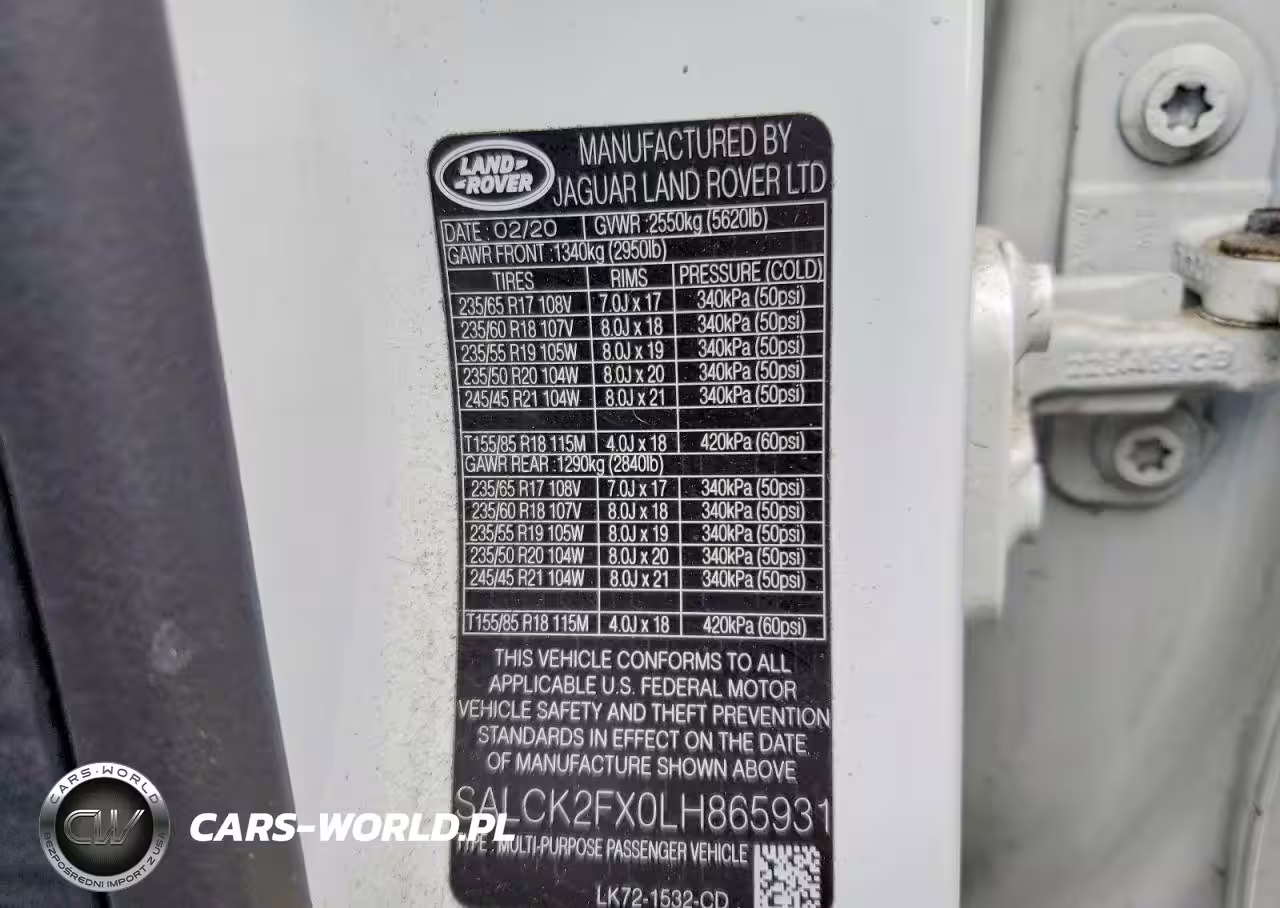 LAND ROVER
MANUFACTURED BY
JAGUAR LAND ROVER LTD
DATE : 02/20 GVWR : 2550kg (5620lb)
GAWR FRONT : 1340kg (2950lb)
TIRES RIMS PRESSURE (COLD)
235/65 R17 108V 7.0J x 17 340kPa (50psi)
235/60 R18 107V 8.0J x 18 340kPa (50psi)
235/55 R19 105W 8.0J x 19 340kPa (50psi)
235/50 R20 104W 8.0J x 20 340kPa (50psi)
245/45 R21 104W 8.0J x 21 340kPa (50psi)
T155/85 R18 115M 4.0J x 18 420kPa (60psi)
GAWR REAR : 1290kg (2840lb)
235/65 R17 108V 7.0J x 17 340kPa (50psi)
235/60 R18 107V 8.0J x 18 340kPa (50psi)
235/55 R19 105W 8.0J x 19 340kPa (50psi)
235/50 R20 104W 8.0J x 20 340kPa (50psi)
245/45 R21 104W 8.0J x 21 340kPa (50psi)
T155/85 R18 115M 4.0J x 18 420kPa (60psi)
THIS VEHICLE CONFORMS TO ALL
APPLICABLE U.S. FEDERAL MOTOR
VEHICLE SAFETY AND THEFT PREVENTION
STANDARDS IN EFFECT ON THE DATE
OF MANUFACTURE SHOWN ABOVE
SALCK2FX0LH865931
TYPE : MULTI-PURPOSE PASSENGER VEHICLE
LK72-1532-CD
CARS-WORLD
CW
BEZPOŚREDNI IMPORT Z USA
CARS-WORLD.PL